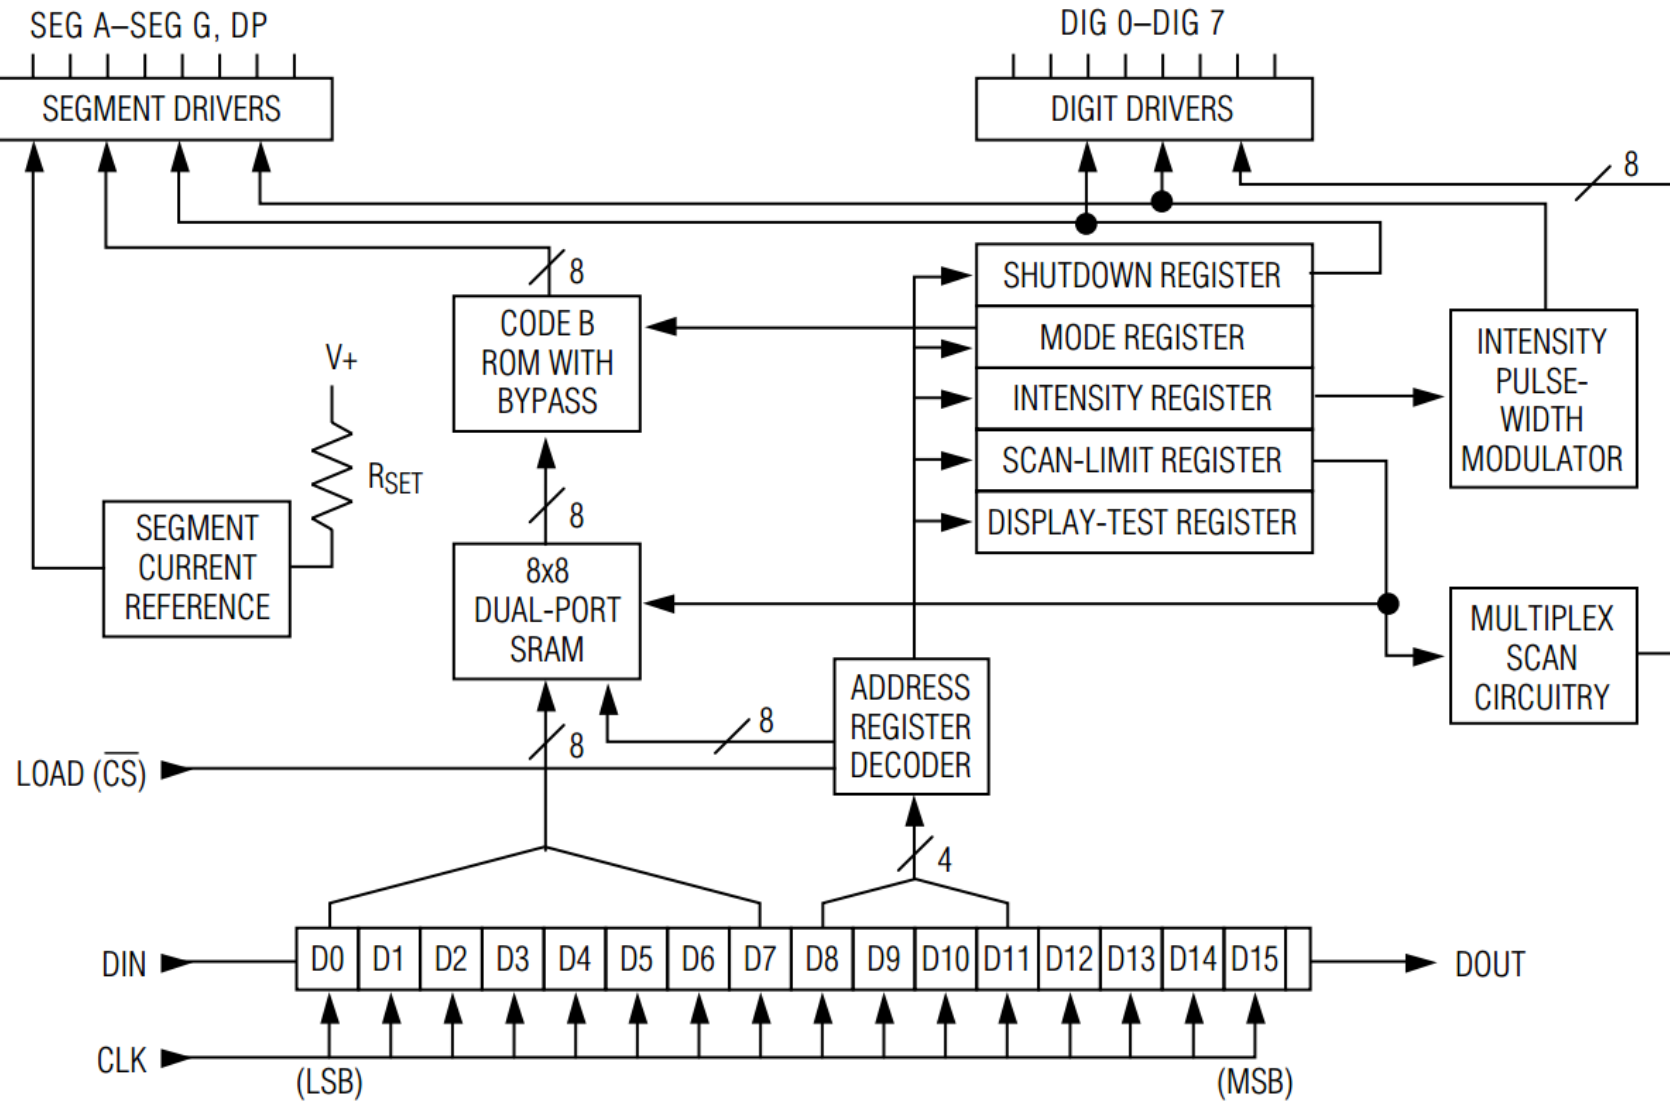 SEG A–SEG G, DP
DIG 0–DIG 7
SEGMENT DRIVERS
DIGIT DRIVERS
8
8
CODE B
ROM WITH
BYPASS
SHUTDOWN REGISTER
MODE REGISTER
INTENSITY REGISTER
SCAN-LIMIT REGISTER
DISPLAY-TEST REGISTER
INTENSITY
PULSE-
WIDTH
MODULATOR
V+
RSET
SEGMENT
CURRENT
REFERENCE
8
8x8
DUAL-PORT
SRAM
MULTIPLEX
SCAN
CIRCUITRY
ADDRESS
REGISTER
DECODER
8
8
LOAD (C̅S̅)
4
DIN
D0 D1 D2 D3 D4 D5 D6 D7 D8 D9 D10 D11 D12 D13 D14 D15
DOUT
CLK
(LSB)
(MSB)